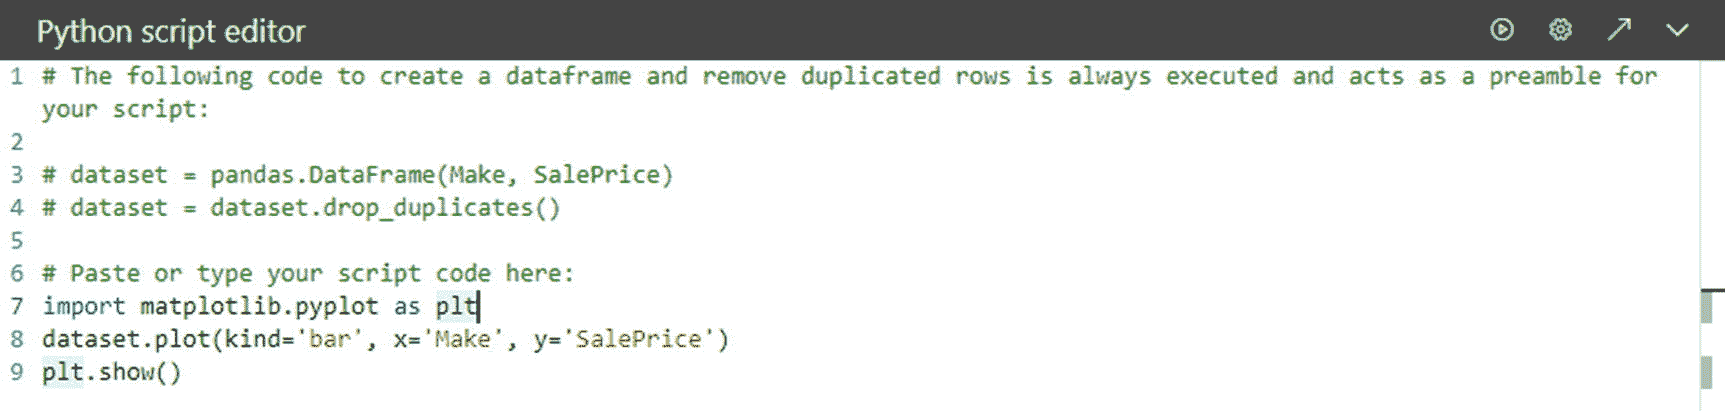 Python script editor
1 # The following code to create a dataframe and remove duplicated rows is always executed and acts as a preamble for
your script:
2
3 # dataset = pandas.DataFrame(Make, SalePrice)
4 # dataset = dataset.drop_duplicates()
5
6 # Paste or type your script code here:
7 import matplotlib.pyplot as plt
8 dataset.plot(kind='bar', x='Make', y='SalePrice')
9 plt.show()